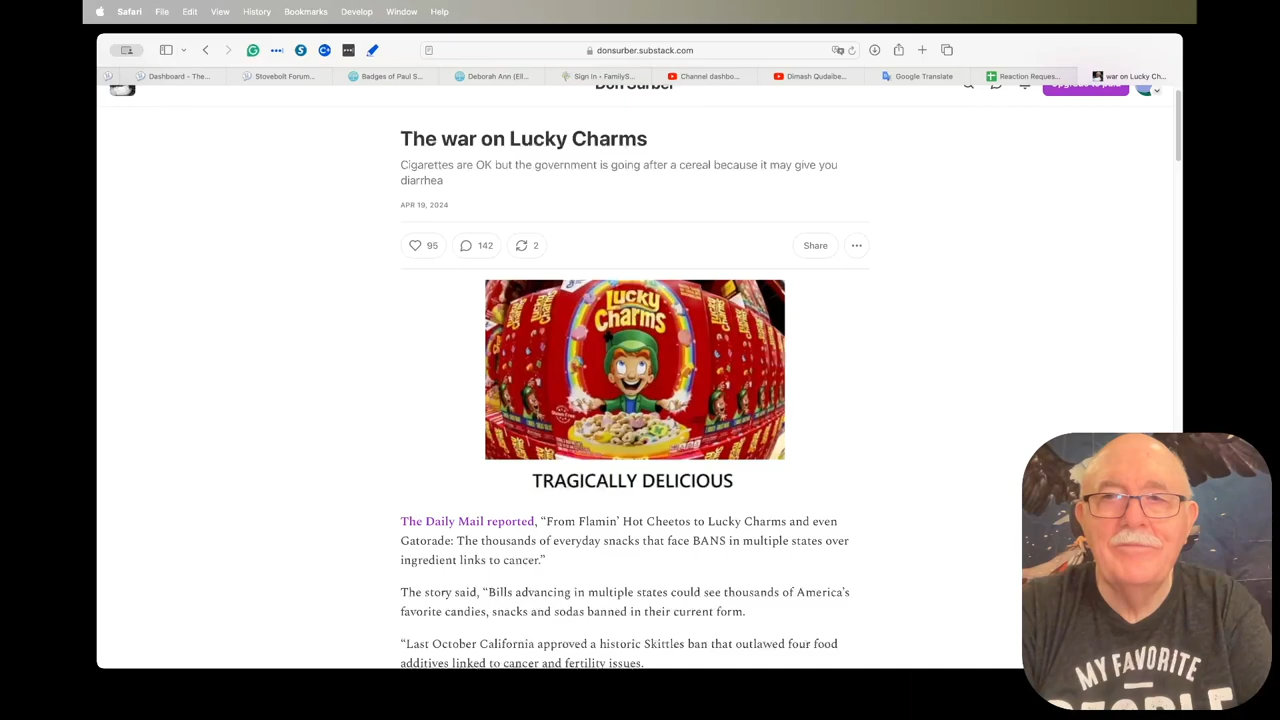 Safari File Edit View History Bookmarks Develop Window Help
donsurber.substack.com
Dashboard - The... Stovebolt Forum... Badges of Paul S... Deborah Ann (Ell... Sign In • FamilyS... Channel dashbo... Dimash Qudaibe... Google Translate Reaction Reques... war on Lucky Ch...
Don Surber
Upgrade to paid
The war on Lucky Charms
Cigarettes are OK but the government is going after a cereal because it may give you
diarrhea
APR 19, 2024
95 142 2 Share
Lucky
Charms
TRAGICALLY DELICIOUS
The Daily Mail reported, “From Flamin’ Hot Cheetos to Lucky Charms and even
Gatorade: The thousands of everyday snacks that face BANS in multiple states over
ingredient links to cancer.”
The story said, “Bills advancing in multiple states could see thousands of America’s
favorite candies, snacks and sodas banned in their current form.
“Last October California approved a historic Skittles ban that outlawed four food
additives linked to cancer and fertility issues.
MY FAVORITE
PEOPLE